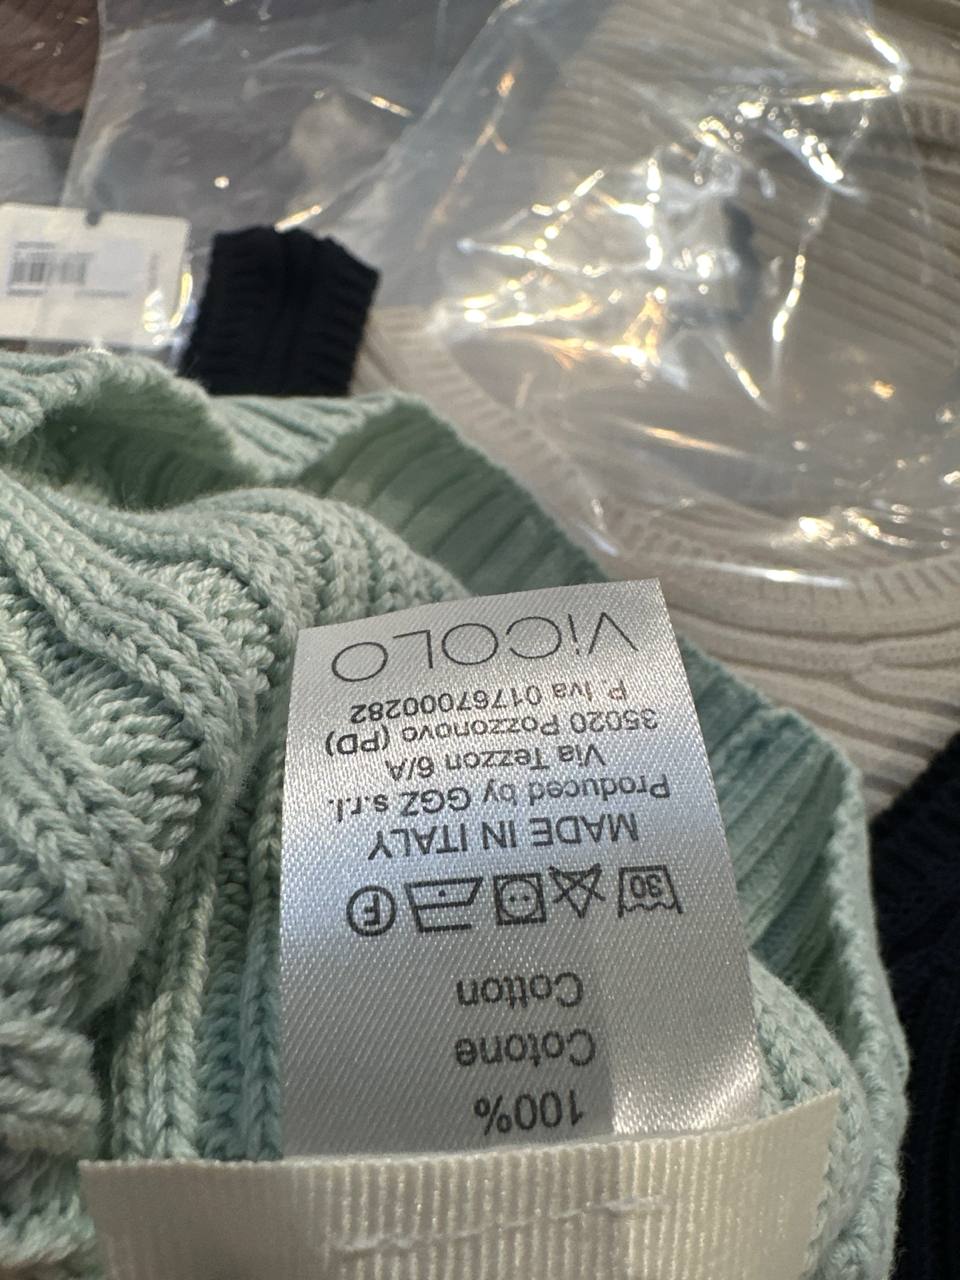 100%
Cotone
Cotton
30
F
MADE IN ITALY
Produced by GGZ s.r.l.
Via Tezzon 6/A
35020 Pozzonovo (PD)
P. Iva 01767000282
ViCOLO